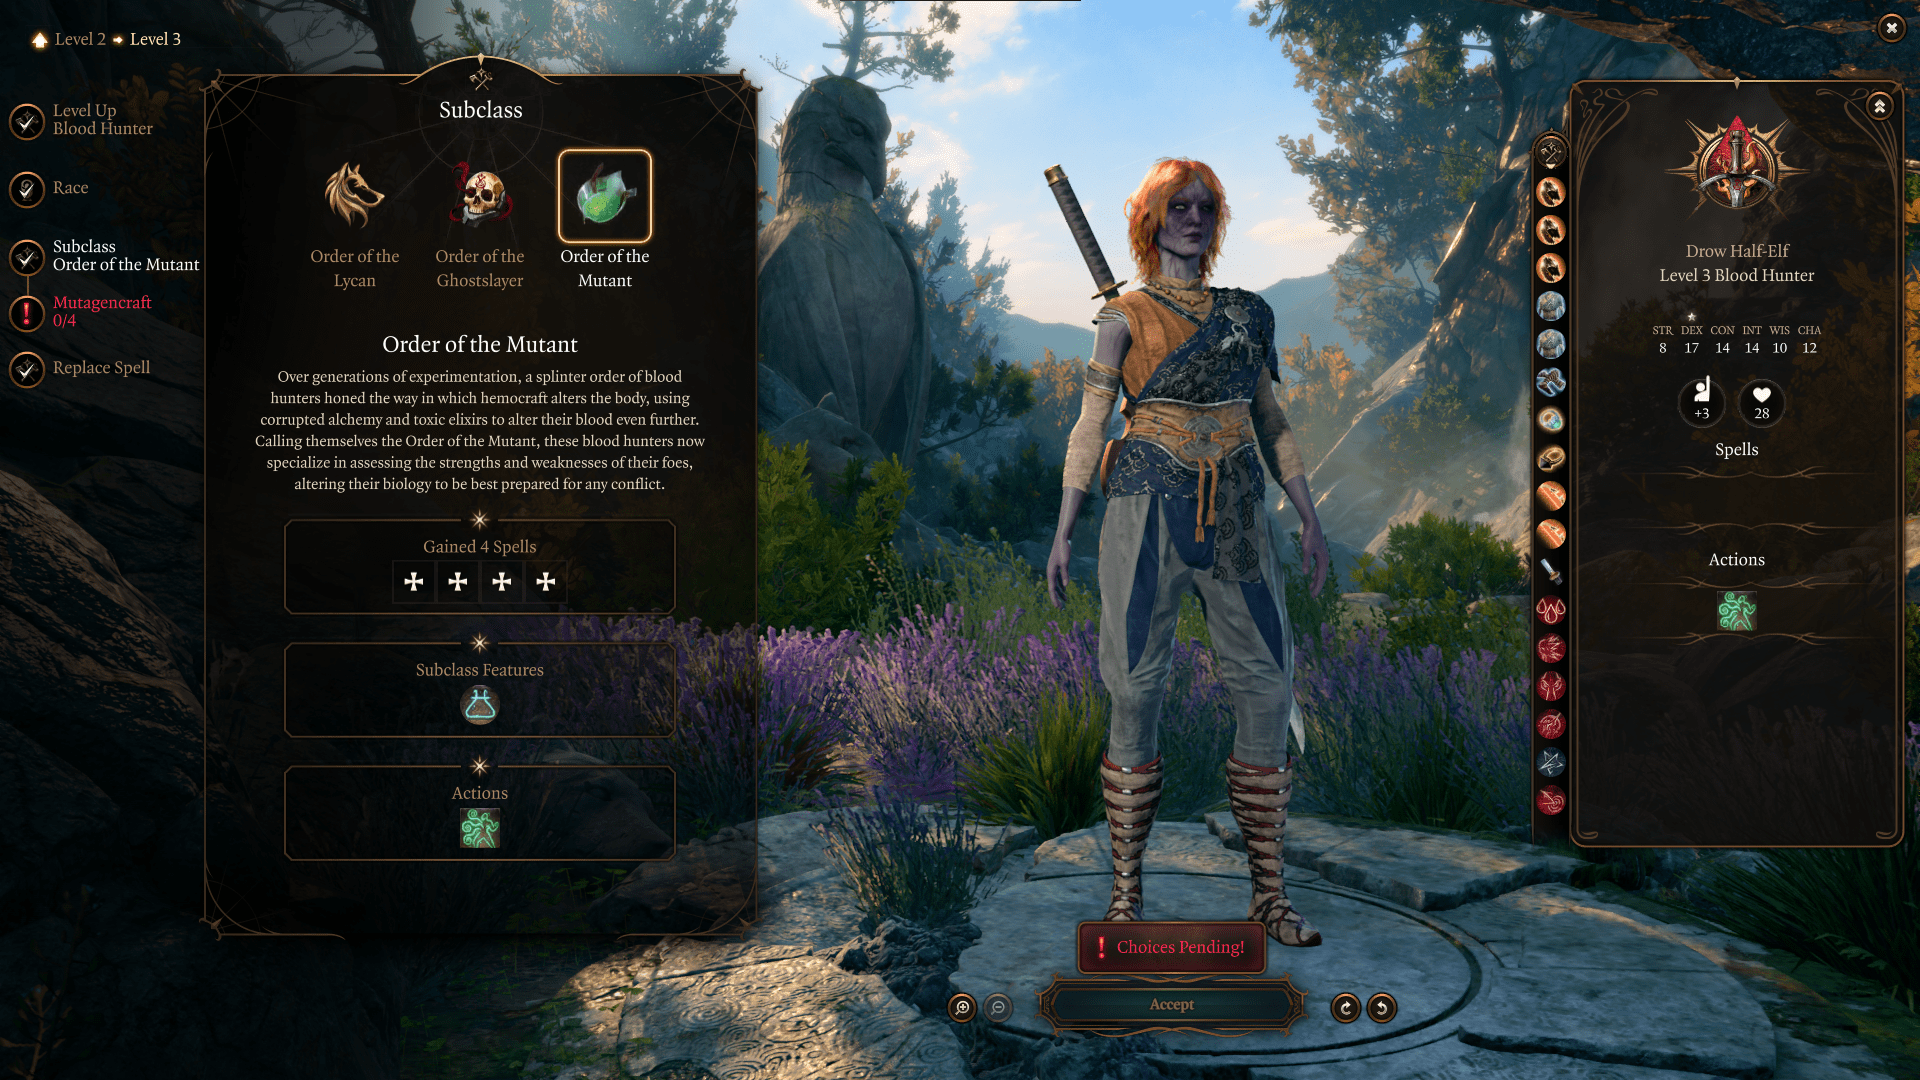 Level 2 Level 3
Level Up
Blood Hunter
Race
Subclass
Order of the Mutant
Mutagencraft
0/4
Replace Spell
Subclass
Order of the
Lycan
Order of the
Ghostslayer
Order of the
Mutant
Order of the Mutant
Over generations of experimentation, a splinter order of blood
hunters honed the way in which hemocraft alters the body, using
corrupted alchemy and toxic elixirs to alter their blood even further.
Calling themselves the Order of the Mutant, these blood hunters now
specialize in assessing the strengths and weaknesses of their foes,
altering their biology to be best prepared for any conflict.
Gained 4 Spells
Subclass Features
Actions
! Choices Pending!
Accept
Drow Half-Elf
Level 3 Blood Hunter
STR DEX CON INT WIS CHA
8 17 14 14 10 12
+3 28
Spells
Actions